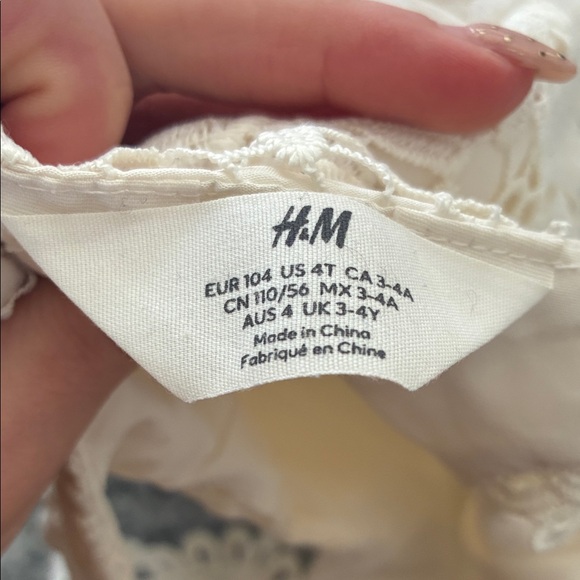 H&M
EUR 104 US 4T CA 3-4A
CN 110/56 MX 3-4A
AUS 4 UK 3-4Y
Made in China
Fabriqué en Chine